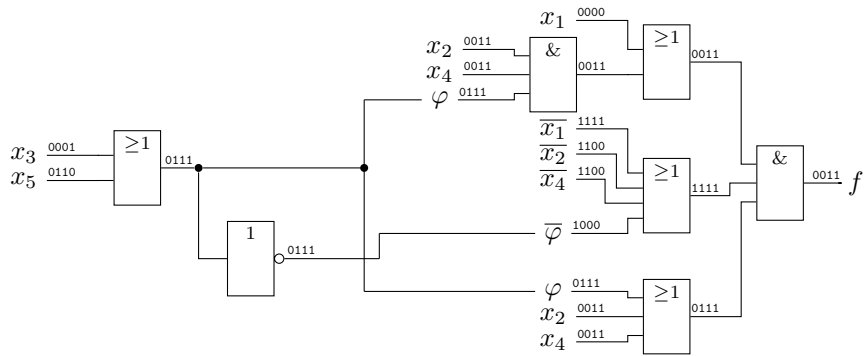 x₁ 0000 ≥1 0011
x₂ 0011 & 0011
x₄ 0011
φ 0111
x̅₁ 1111
x₃ 0001 ≥1 0111
x₅ 0110
x̅₂ 1100 ≥1 1111
x̅₄ 1100
& 0011 f
1 0111
φ̅ 1000
φ 0111 ≥1 0111
x₂ 0011
x₄ 0011